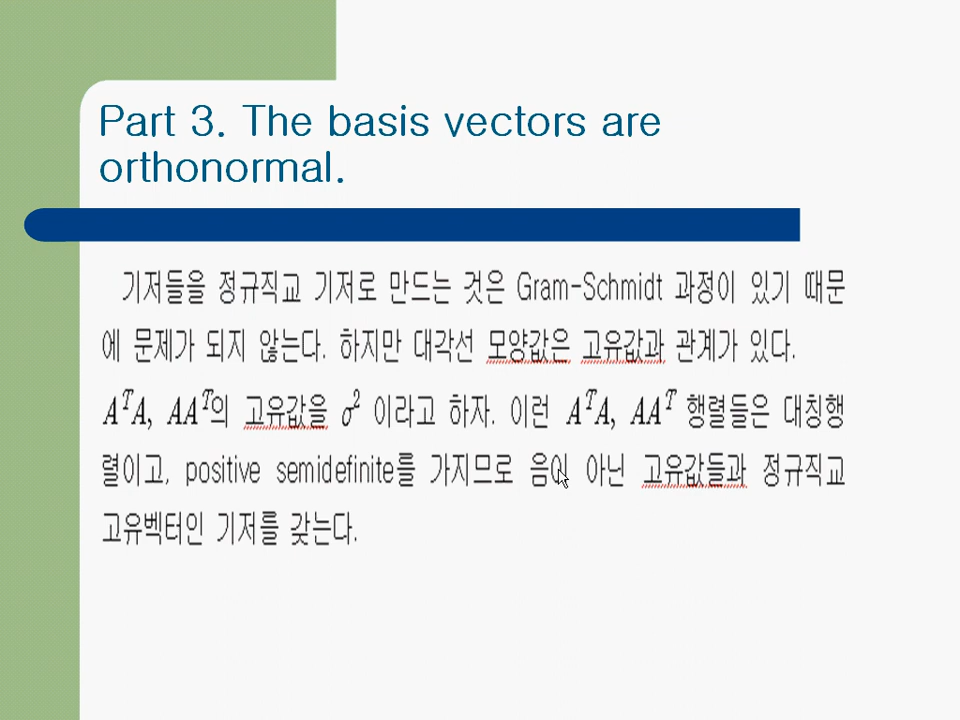 Part 3. The basis vectors are
orthonormal.
기저들을 정규직교 기저로 만드는 것은 Gram-Schmidt 과정이 있기 때문
에 문제가 되지 않는다. 하지만 대각선 모양값은 고유값과 관계가 있다.
AᵀA, AAᵀ의 고유값을 σ² 이라고 하자. 이런 AᵀA, AAᵀ 행렬들은 대칭행
렬이고, positive semidefinite를 가지므로 음이 아닌 고유값들과 정규직교
고유벡터인 기저를 갖는다.